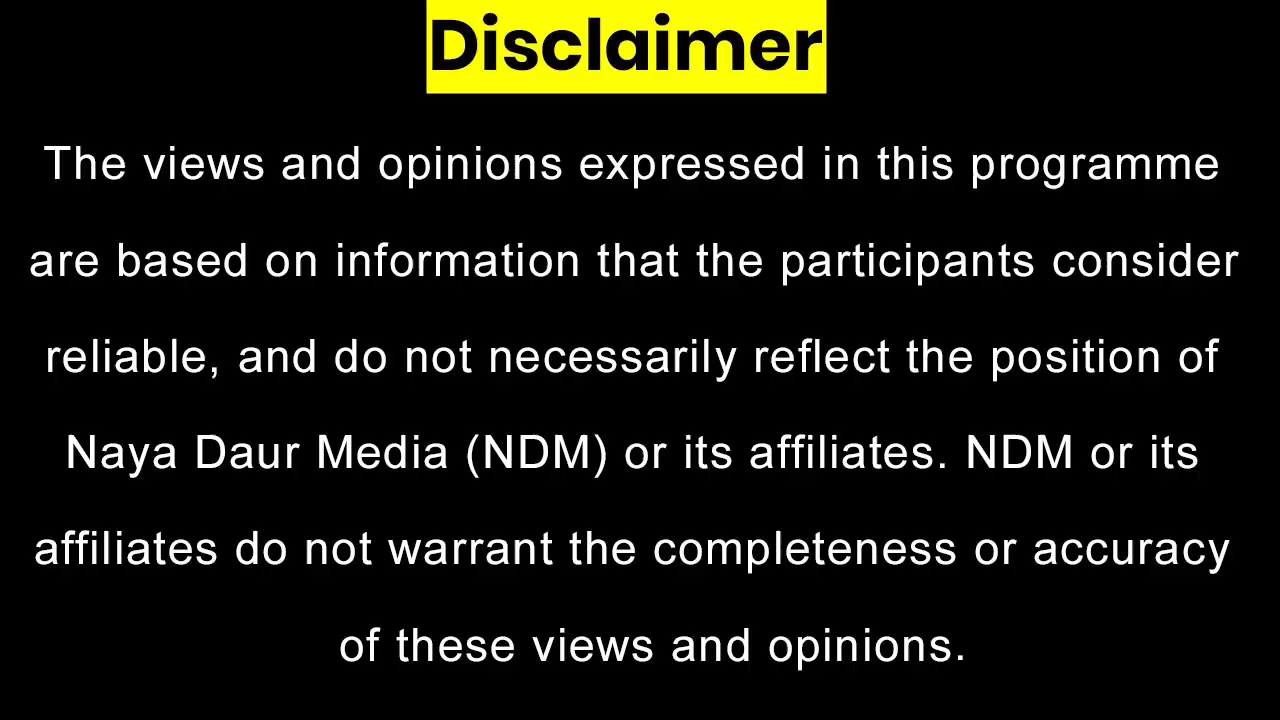 Disclaimer
The views and opinions expressed in this programme
are based on information that the participants consider
reliable, and do not necessarily reflect the position of
Naya Daur Media (NDM) or its affiliates. NDM or its
affiliates do not warrant the completeness or accuracy
of these views and opinions.